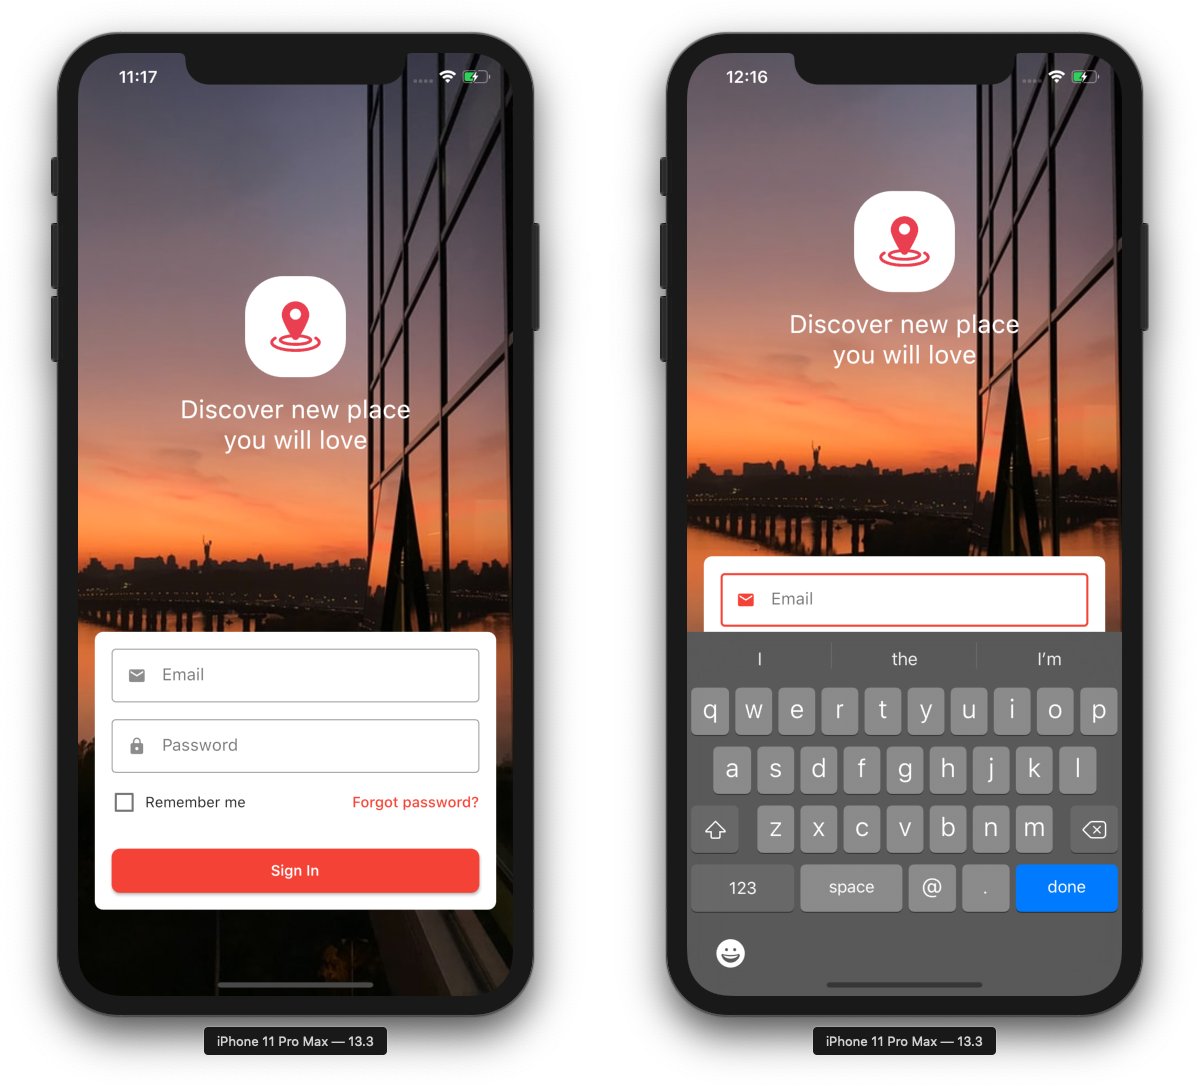 11:17
Discover new place
you will love
Email
Password
Remember me
Forgot password?
Sign In
iPhone 11 Pro Max — 13.3
12:16
Discover new place
you will love
Email
I the I’m
q w e r t y u i o p
a s d f g h j k l
z x c v b n m
123 space @ . done
iPhone 11 Pro Max — 13.3